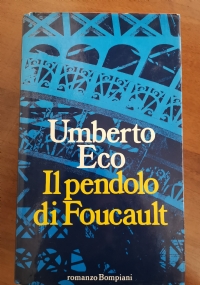 Umberto
Eco
Il pendolo
di Foucault
romanzo Bompiani